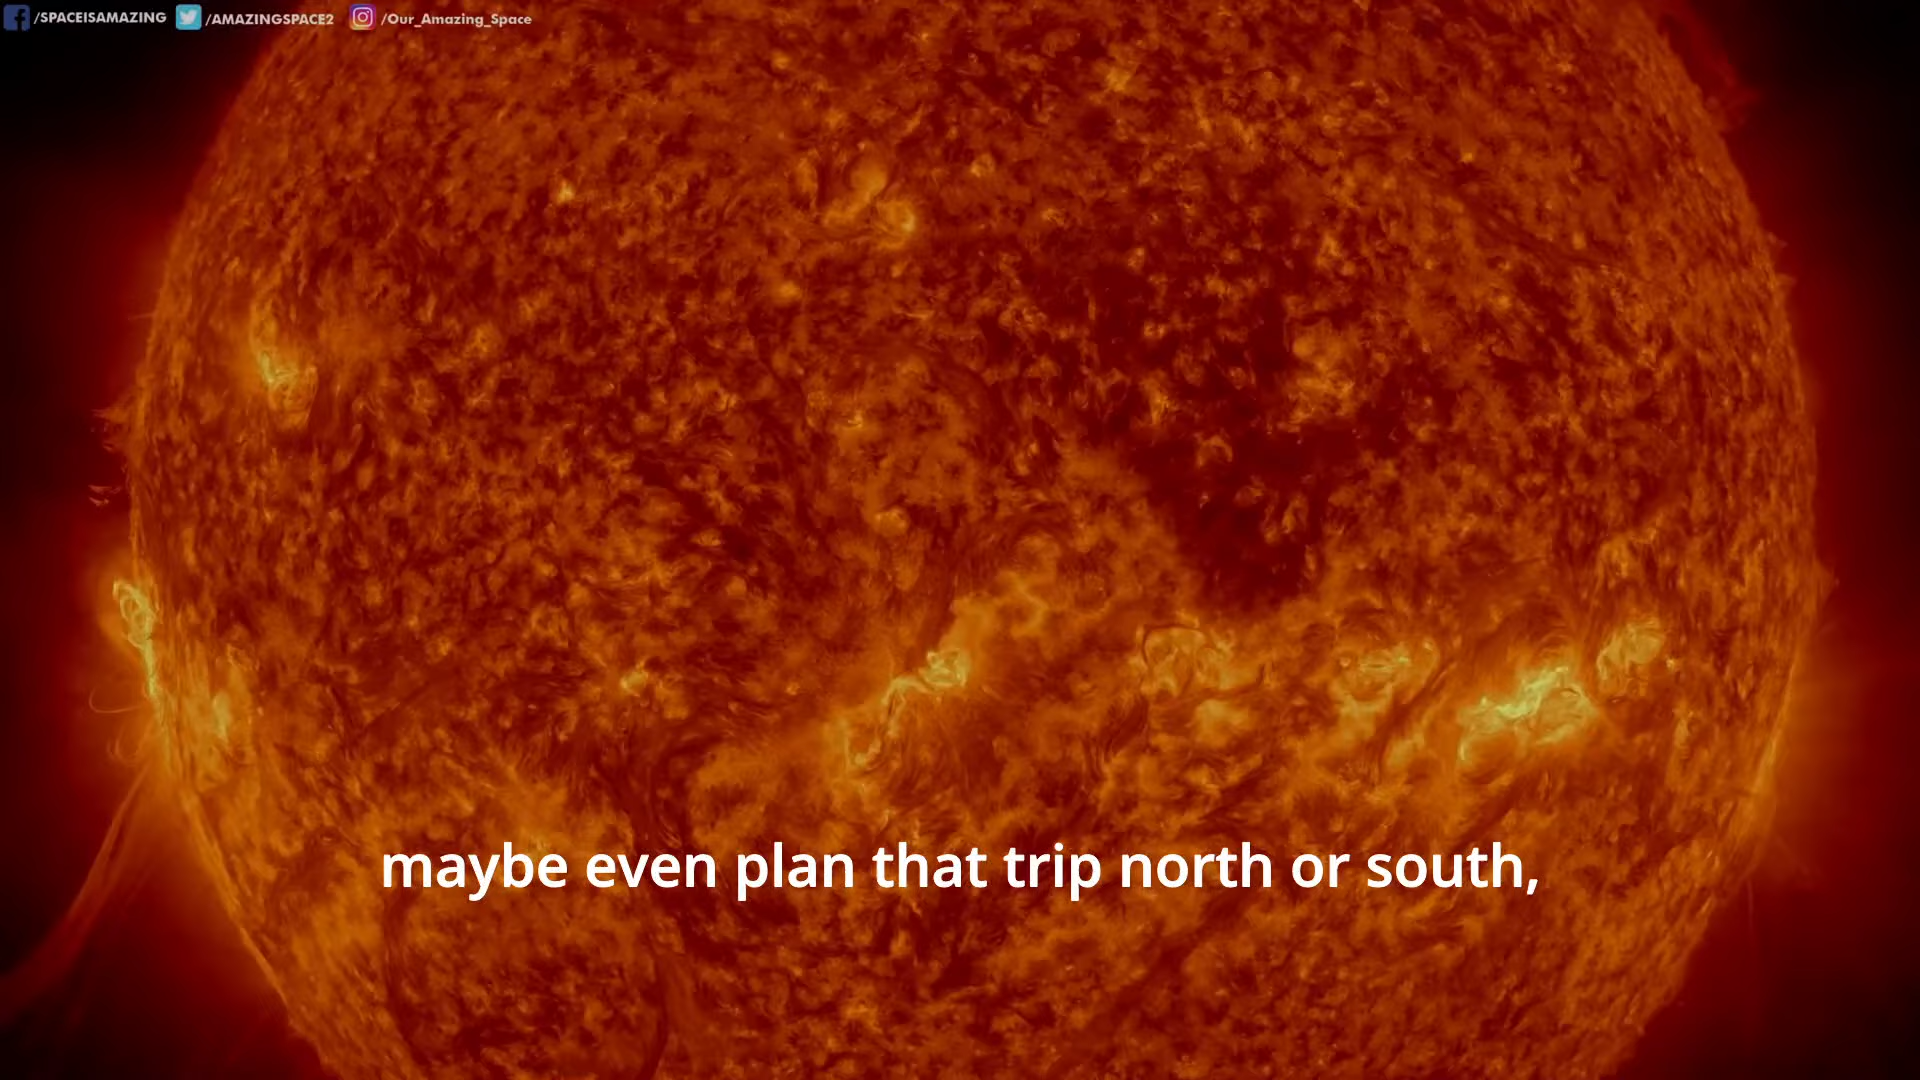 /SPACEISAMAZING /AMAZINGSPACE2 /Our_Amazing_Space
maybe even plan that trip north or south,